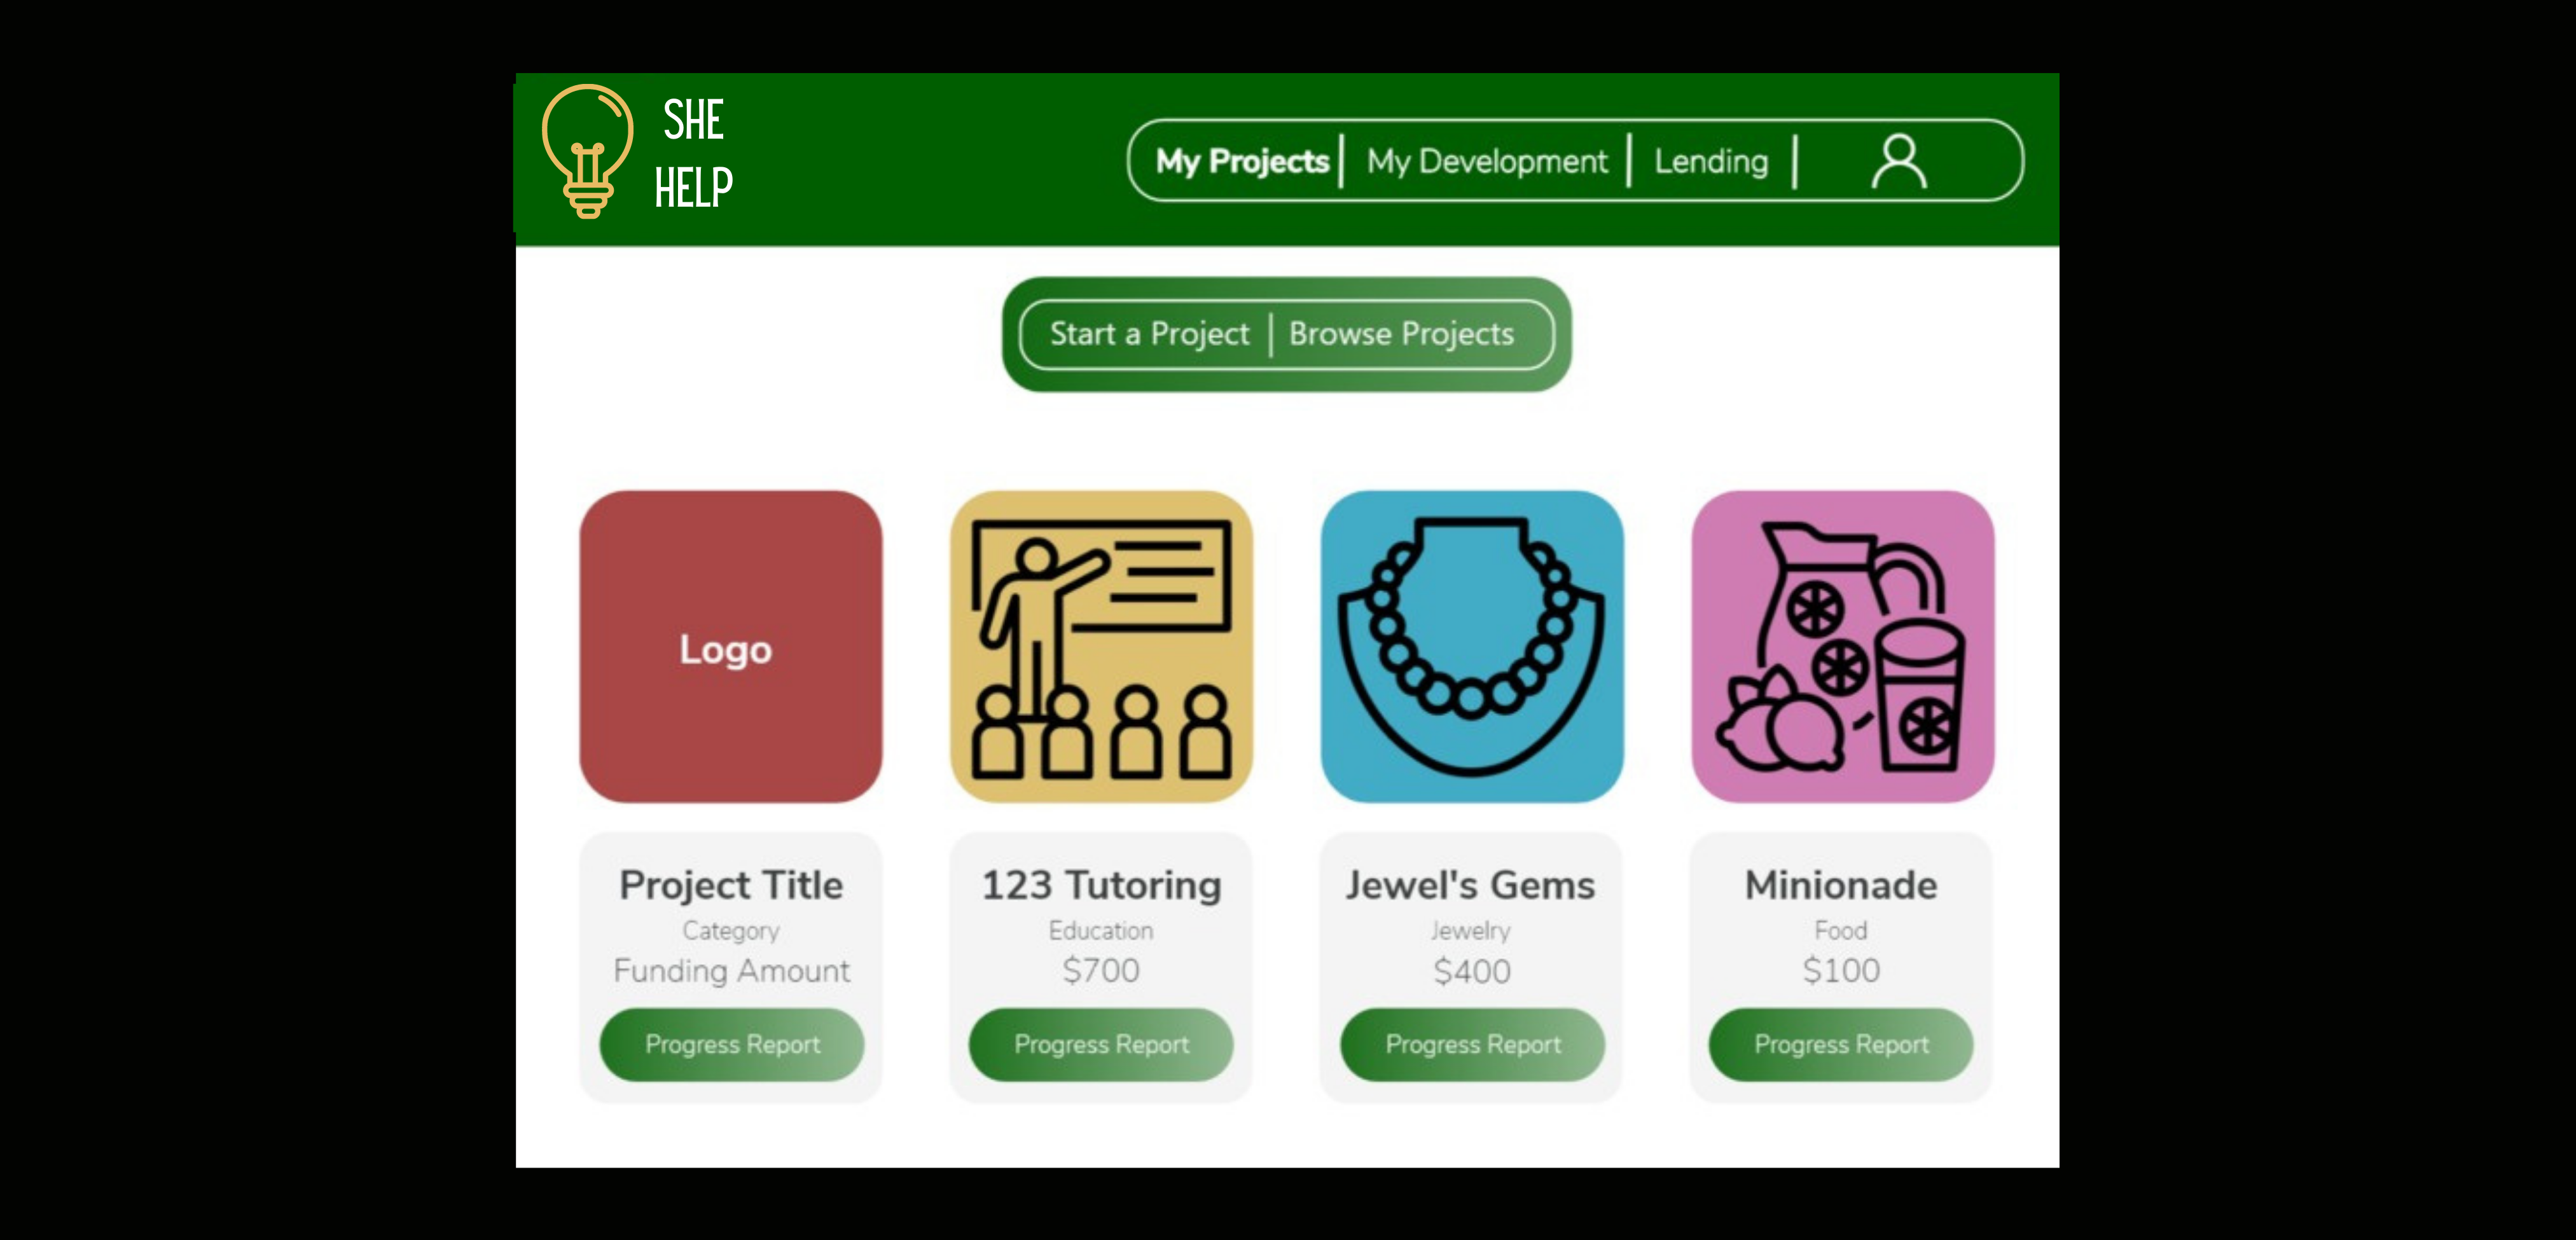 SHE
HELP
My Projects | My Development | Lending |
Start a Project | Browse Projects
Logo
Project Title
Category
Funding Amount
Progress Report
123 Tutoring
Education
$700
Progress Report
Jewel's Gems
Jewelry
$400
Progress Report
Minionade
Food
$100
Progress Report